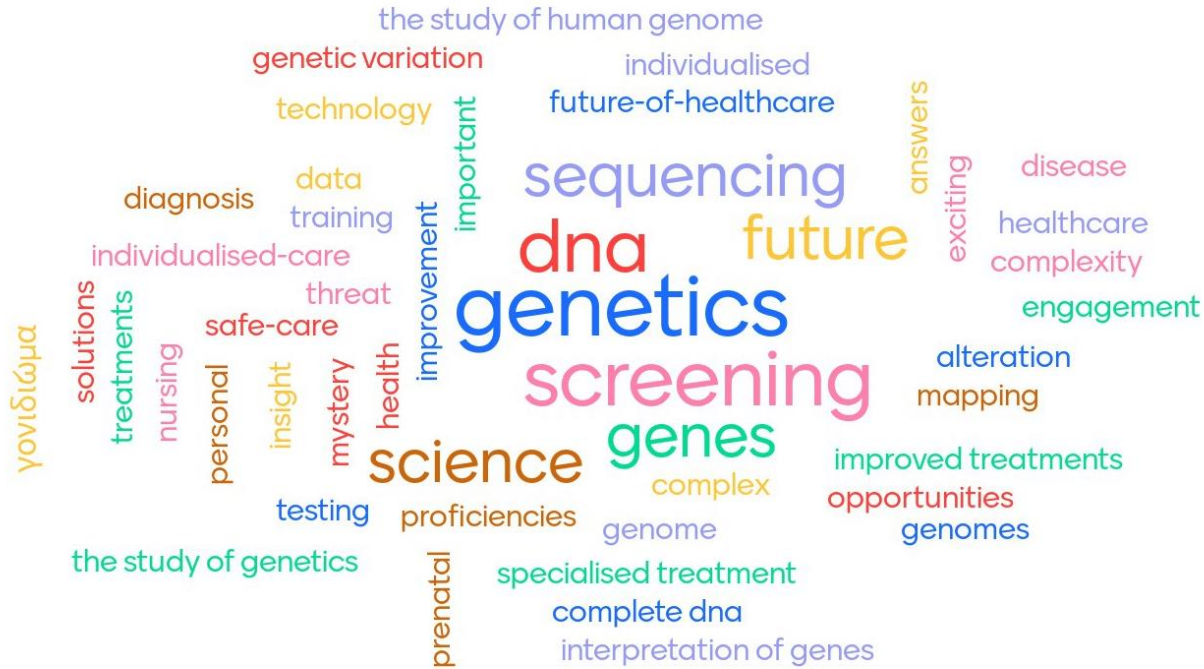 the study of human genome
genetic variation
individualised
technology
important
future-of-healthcare
answers
sequencing
exciting
disease
diagnosis
data
training
improvement
dna
future
healthcare
individualised-care
complexity
threat
genetics
engagement
γονιδιωμα
solutions
treatments
safe-care
nursing
personal
insight
mystery
health
screening
alteration
mapping
science
genes
improved treatments
complex
opportunities
testing
proficiencies
genome
genomes
the study of genetics
prenatal
specialised treatment
complete dna
interpretation of genes